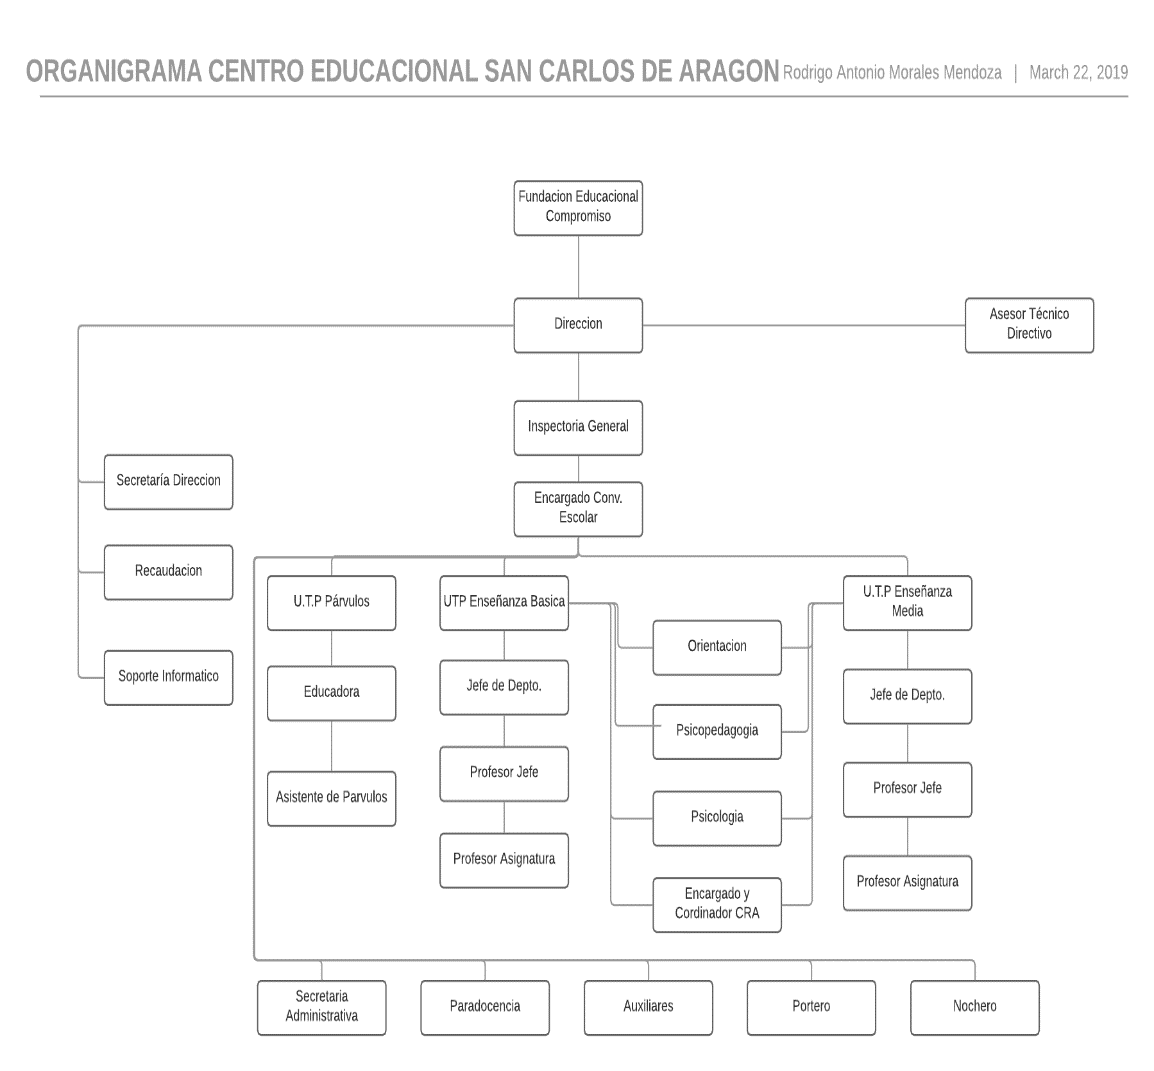 ORGANIGRAMA CENTRO EDUCACIONAL SAN CARLOS DE ARAGON Rodrigo Antonio Morales Mendoza | March 22, 2019
Fundacion Educacional
Compromiso
Direccion
Asesor Técnico
Directivo
Inspectoria General
Secretaría Direccion
Encargado Conv.
Escolar
Recaudacion
Soporte Informatico
U.T.P Párvulos
Educadora
Asistente de Parvulos
UTP Enseñanza Basica
Jefe de Depto.
Profesor Jefe
Profesor Asignatura
Orientacion
Psicopedagogia
Psicologia
Encargado y
Cordinador CRA
U.T.P Enseñanza
Media
Jefe de Depto.
Profesor Jefe
Profesor Asignatura
Secretaria
Administrativa
Paradocencia
Auxiliares
Portero
Nochero